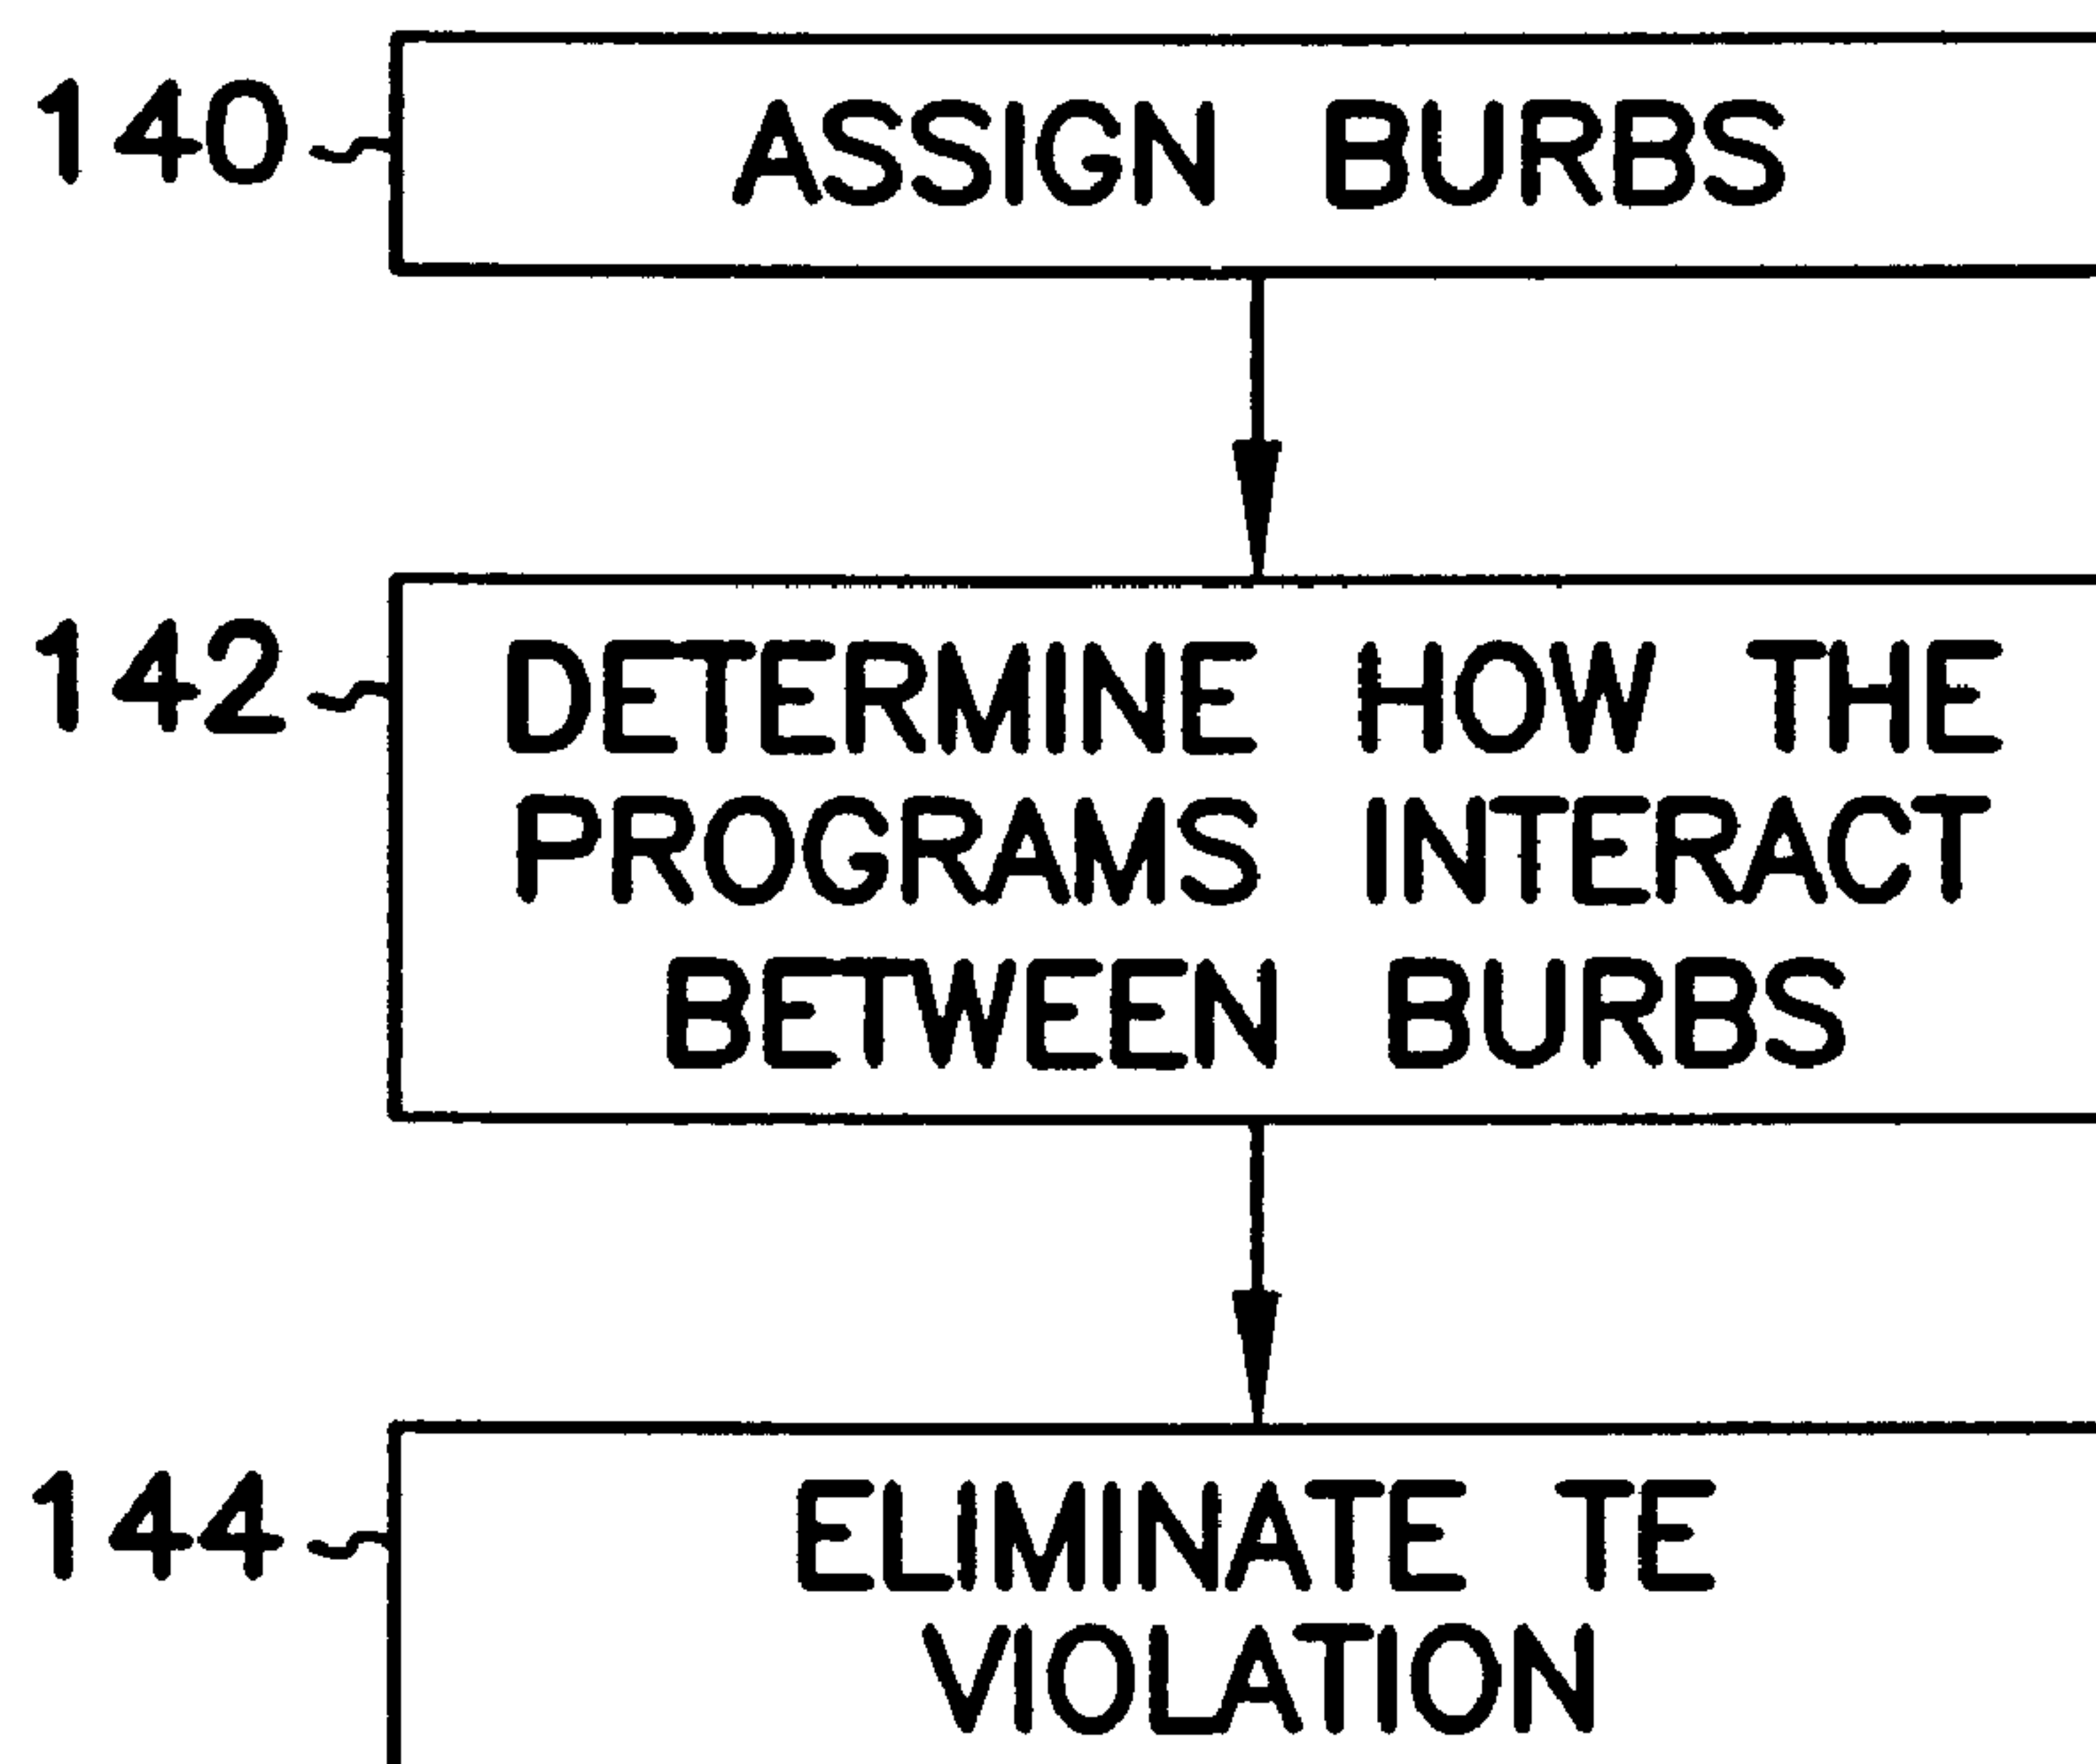 140
ASSIGN BURBS
142
DETERMINE HOW THE
PROGRAMS INTERACT
BETWEEN BURBS
144
ELIMINATE TE
VIOLATION